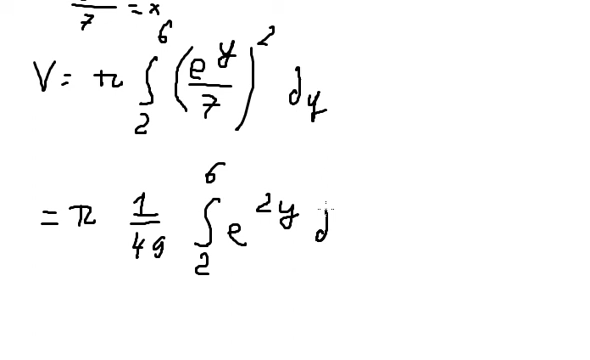 7 = x
V = π ∫₂⁶ (e^y/7)² dy
= π 1/49 ∫₂⁶ e^{2y} d